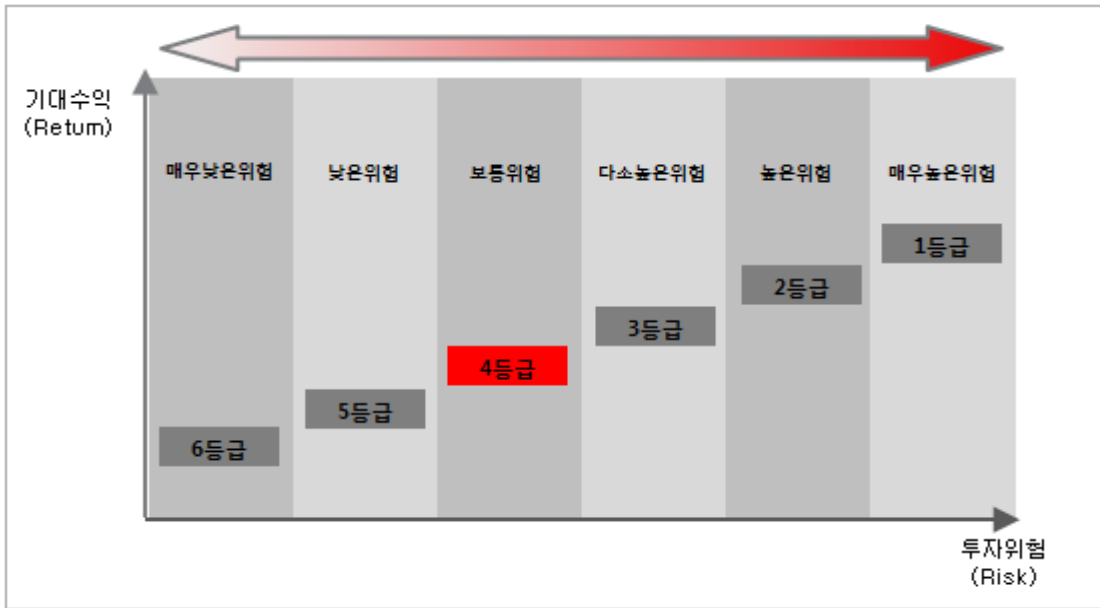 기대수익
(Return)
매우낮은위험
낮은위험
보통위험
다소높은위험
높은위험
매우높은위험
1등급
2등급
3등급
4등급
5등급
6등급
투자위험
(Risk)